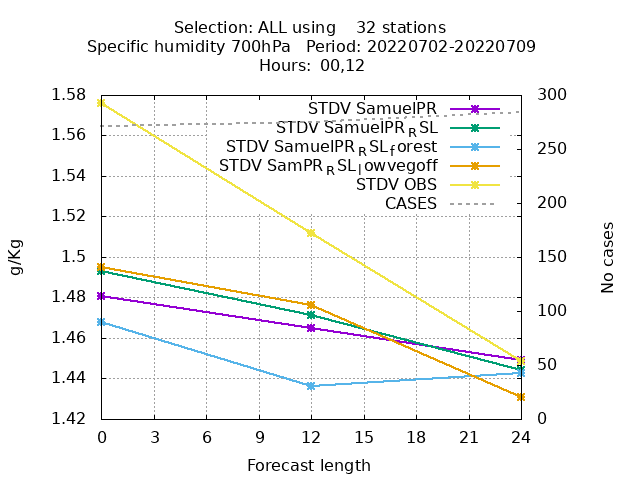 Selection: ALL using    32 stations
Specific humidity 700hPa   Period: 20220702-20220709
Hours: 00,12
STDV SamuelPR
STDV SamuelPR_RSL
STDV SamuelPR_RSL_forest
STDV SamPR_RSL_lowvegoff
STDV OBS
CASES
g/Kg
1.58
1.56
1.54
1.52
1.5
1.48
1.46
1.44
1.42
300
250
200
150
100
50
0
No cases
0 3 6 9 12 15 18 21 24
Forecast length